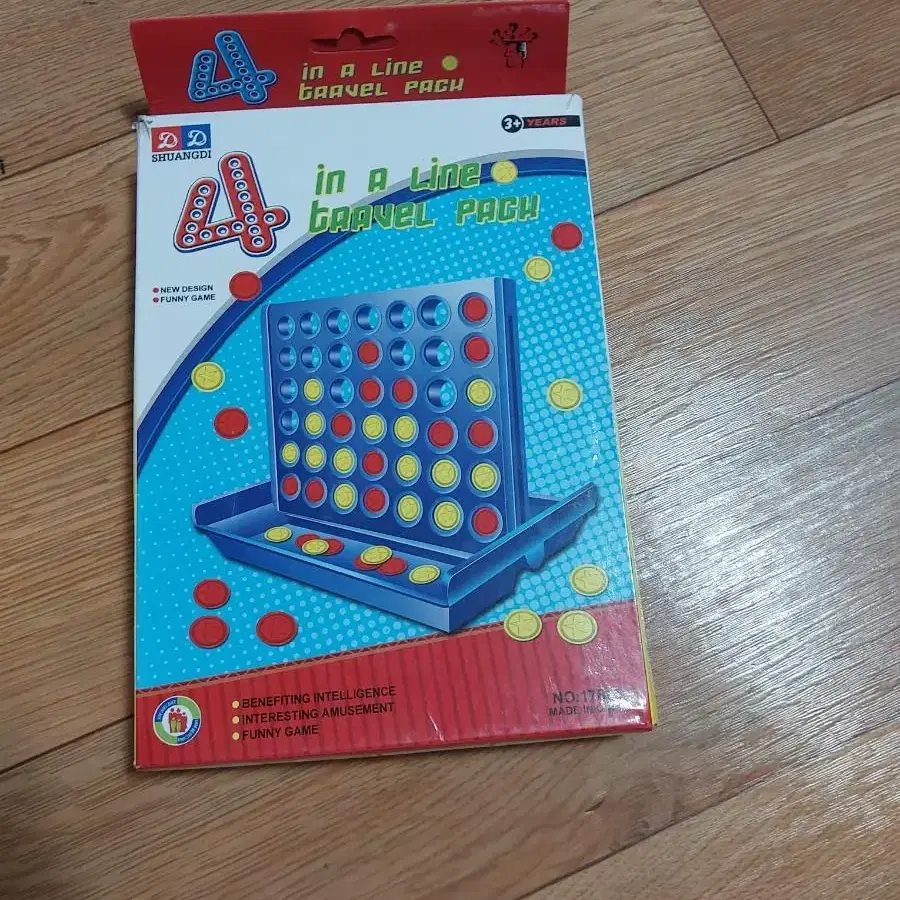 4 in a Line
travel pack
D D
SHUANGDI
3+ YEARS
4 in a Line
travel pack
NEW DESIGN
FUNNY GAME
BENEFITING INTELLIGENCE
INTERESTING AMUSEMENT
FUNNY GAME
MADE IN